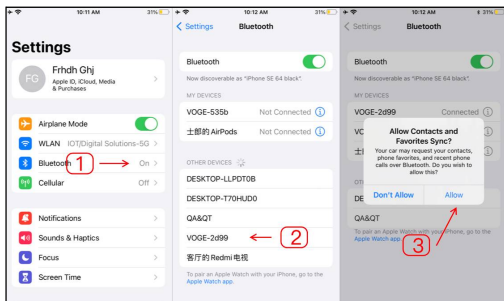 10:11 AM
31%
Settings
FG
Frhdh Ghj
Apple ID, iCloud, Media
& Purchases
Airplane Mode
WLAN IOT/Digital Solutions-5G
Bluetooth On
Cellular Off
Notifications
Sounds & Haptics
Focus
Screen Time
1
10:12 AM
31%
Settings Bluetooth
Bluetooth
Now discoverable as "iPhone SE 64 black".
MY DEVICES
VOGE-535b Not Connected
士郎的 AirPods Not Connected
OTHER DEVICES
DESKTOP-LLPDT0B
DESKTOP-T70HUD0
QA&QT
VOGE-2d99
2
客厅的 Redmi 电视
To pair an Apple Watch with your iPhone, go to the
Apple Watch app.
10:12 AM
31%
Settings Bluetooth
Bluetooth
Now discoverable as "iPhone SE 64 black".
MY DEVICES
VOGE-2d99 Connected
VO
士
Allow Contacts and
Favorites Sync?
Your car may request your contacts,
phone favorites, and recent phone
calls over Bluetooth. Do you wish to
allow this?
Don't Allow Allow
OT
DE
QA&QT
To pair an Apple Watch with your iPhone, go to the
Apple Watch app.
3